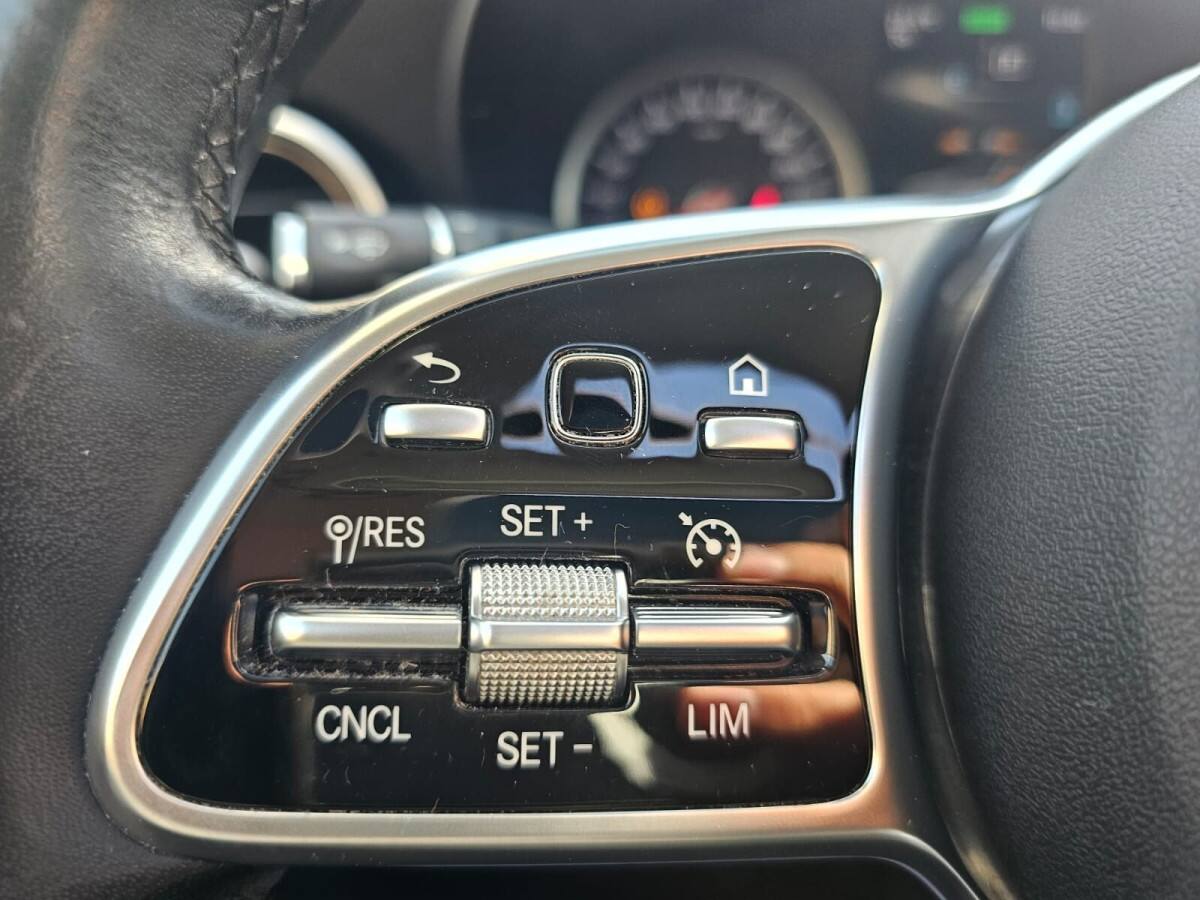 /RES
SET +
CNCL
SET -
LIM